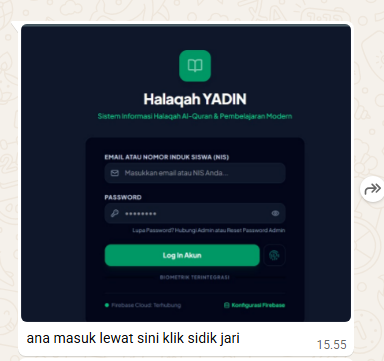 Halaqah YADIN
Sistem Informasi Halaqah Al-Quran & Pembelajaran Modern
EMAIL ATAU NOMOR INDUK SISWA (NIS)
Masukkan email atau NIS Anda...
PASSWORD
Lupa Password? Hubungi Admin atau Reset Password Admin
Log In Akun
BIOMETRIK TERINTEGRASI
Firebase Cloud: Terhubung
Konfigurasi Firebase
ana masuk lewat sini klik sidik jari
15.55